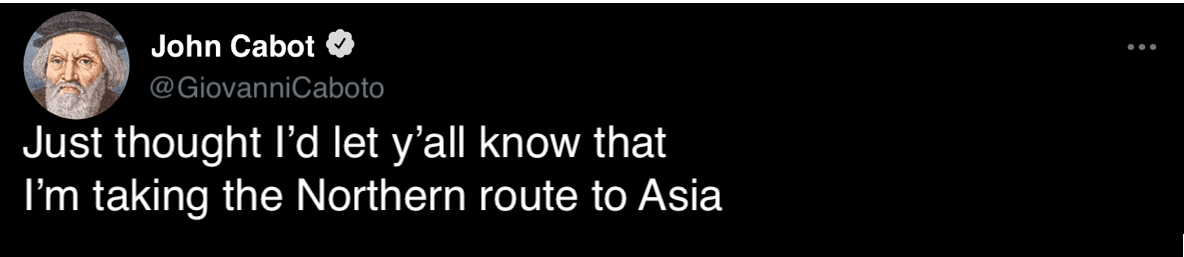 John Cabot
@GiovanniCaboto
Just thought I’d let y’all know that
I’m taking the Northern route to Asia